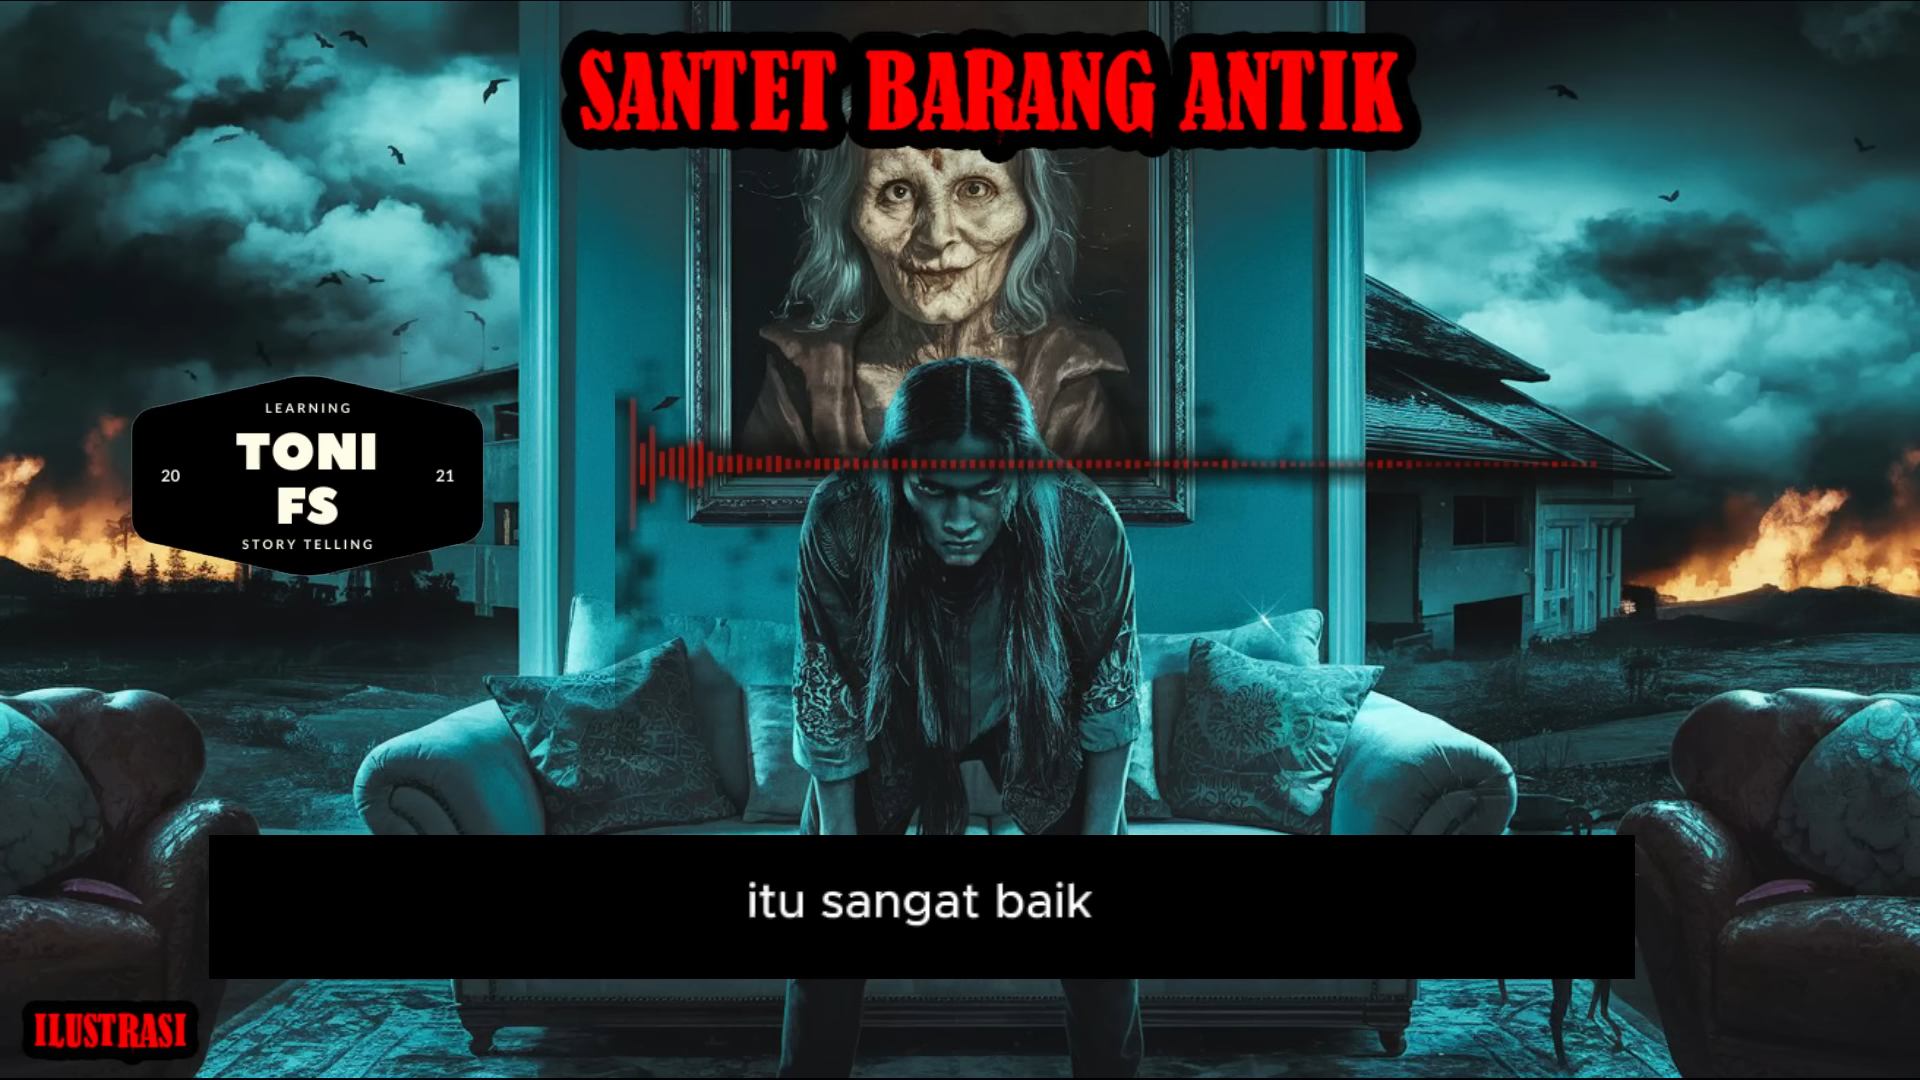 SANTET BARANG ANTIK
LEARNING
TONI
20
21
FS
STORY TELLING
itu sangat baik
ILUSTRASI